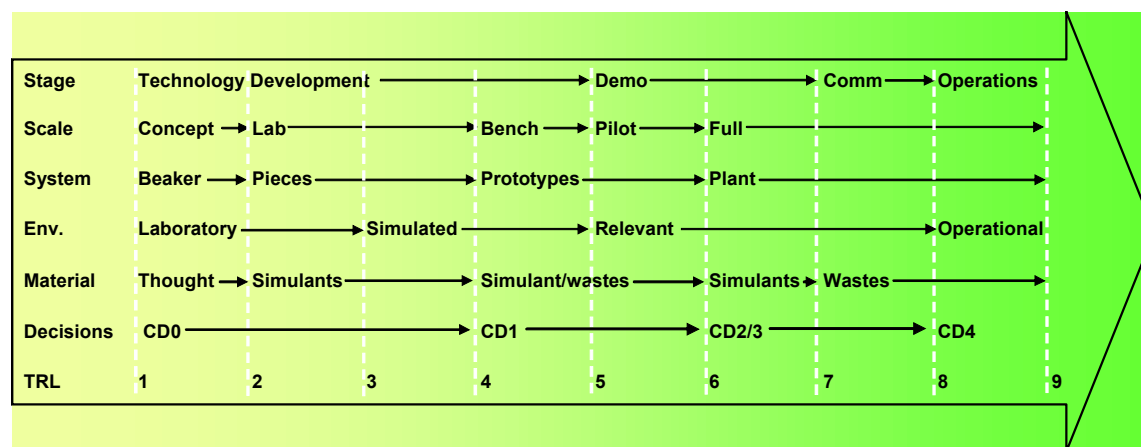 Stage Technology Development Demo Comm Operations
Scale Concept Lab Bench Pilot Full
System Beaker Pieces Prototypes Plant
Env. Laboratory Simulated Relevant Operational
Material Thought Simulants Simulant/wastes Simulants Wastes
Decisions CD0 CD1 CD2/3 CD4
TRL 1 2 3 4 5 6 7 8 9